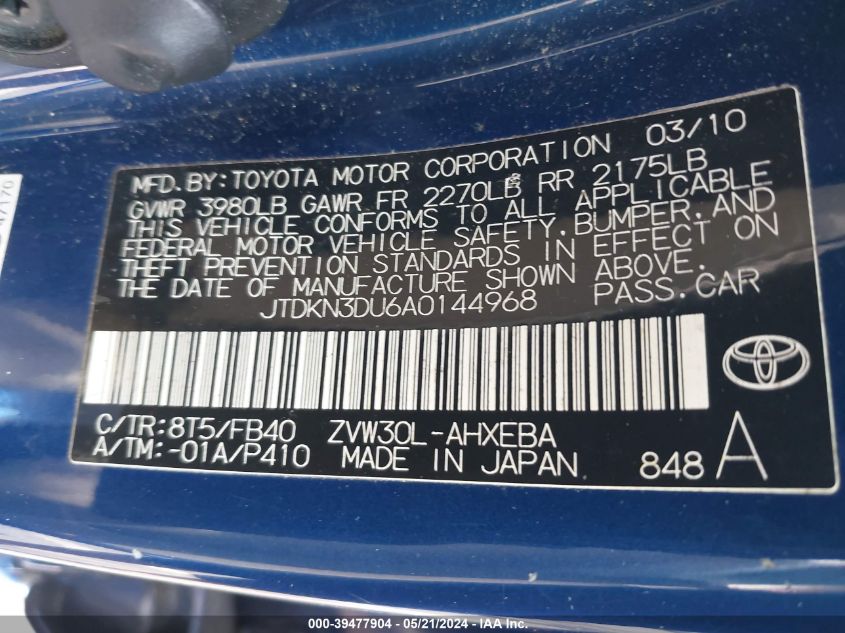 MFD. BY: TOYOTA MOTOR CORPORATION 03/10
GVWR 3980LB GAWR FR 2270LB RR 2175LB
THIS VEHICLE CONFORMS TO ALL APPLICABLE
FEDERAL MOTOR VEHICLE SAFETY, BUMPER, AND
THEFT PREVENTION STANDARDS IN EFFECT ON
THE DATE OF MANUFACTURE SHOWN ABOVE.
JTDKN3DU6A0144968 PASS. CAR
C/TR: 8T5/FB40 ZVW30L-AHXEBA
A/TM: -01A/P410 MADE IN JAPAN 848 A
000-39477904 - 05/21/2024 - IAAI.com